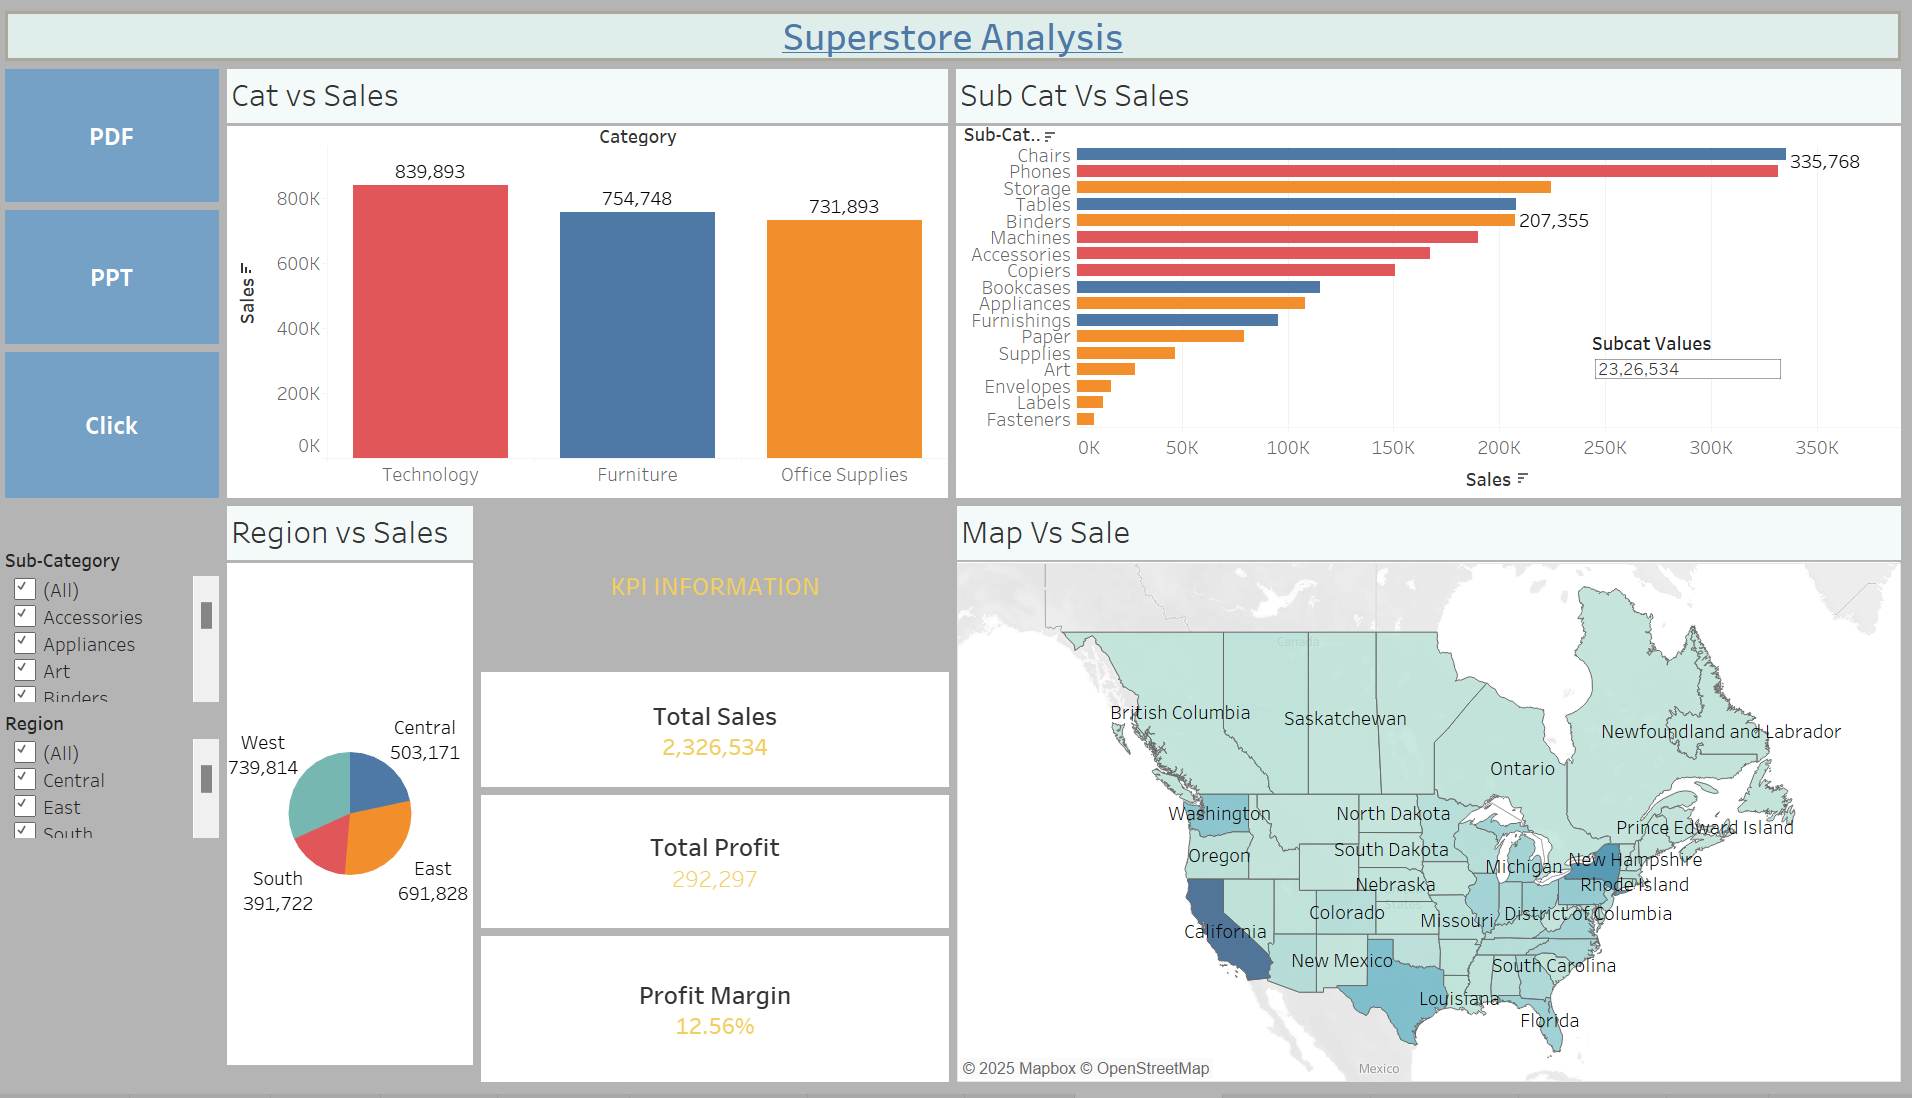 Superstore Analysis
PDF
PPT
Click
Cat vs Sales
Category
Sales
800K
600K
400K
200K
0K
839,893
754,748
731,893
Technology
Furniture
Office Supplies
Sub Cat Vs Sales
Sub-Cat..
Chairs
335,768
Phones
Storage
Tables
Binders
207,355
Machines
Accessories
Copiers
Bookcases
Appliances
Furnishings
Paper
Supplies
Art
Envelopes
Labels
Fasteners
Subcat Values
23,26,534
0K 50K 100K 150K 200K 250K 300K 350K
Sales
Sub-Category
(All)
Accessories
Appliances
Art
Binders
Region
(All)
Central
East
South
Region vs Sales
Central
503,171
West
739,814
East
691,828
South
391,722
KPI INFORMATION
Total Sales
2,326,534
Total Profit
292,297
Profit Margin
12.56%
Map Vs Sale
Canada
British Columbia
Saskatchewan
Newfoundland and Labrador
Ontario
Washington
North Dakota
Prince Edward Island
Oregon
South Dakota
Michigan
New Hampshire
Nebraska
Rhode Island
States
Colorado
Missouri
District of Columbia
California
New Mexico
South Carolina
Louisiana
Florida
Mexico
© 2025 Mapbox © OpenStreetMap